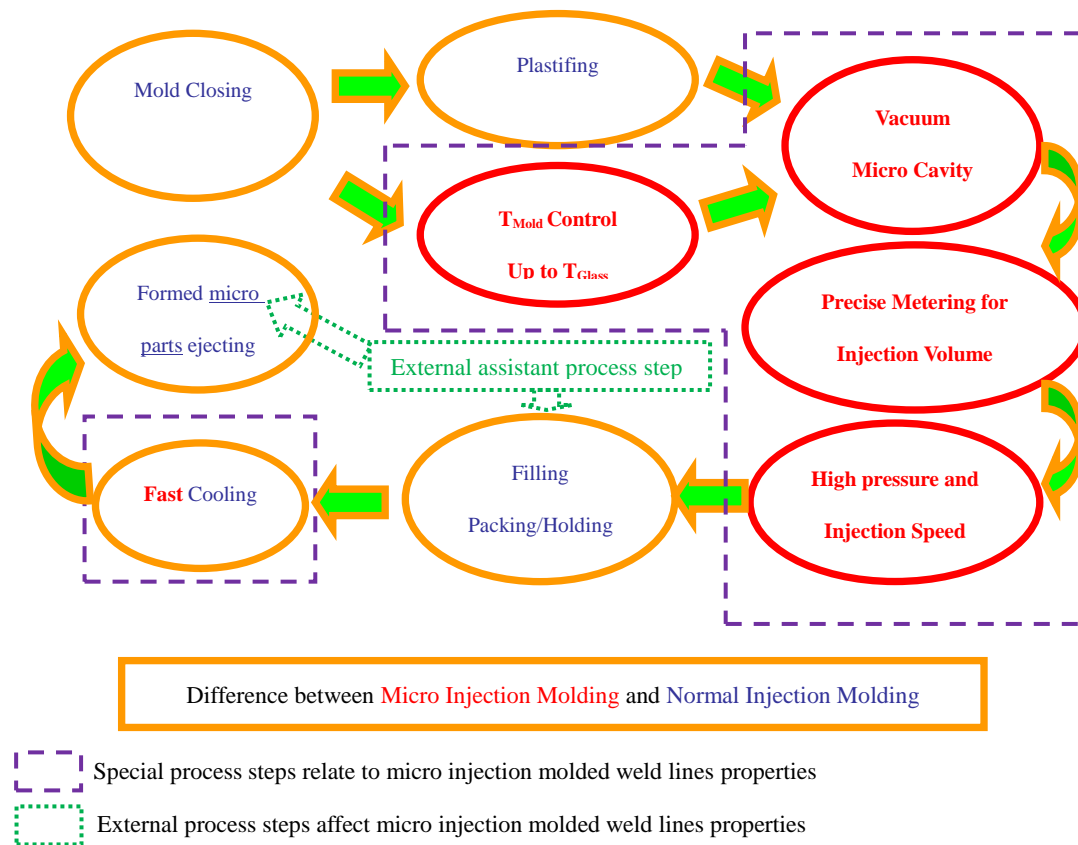 Mold Closing
Plastifing
Vacuum
Micro Cavity
TMold Control
Up to TGlass
Formed micro
parts ejecting
Precise Metering for
Injection Volume
External assistant process step
Fast Cooling
Filling
Packing/Holding
High pressure and
Injection Speed
Difference between Micro Injection Molding and Normal Injection Molding
Special process steps relate to micro injection molded weld lines properties
External process steps affect micro injection molded weld lines properties